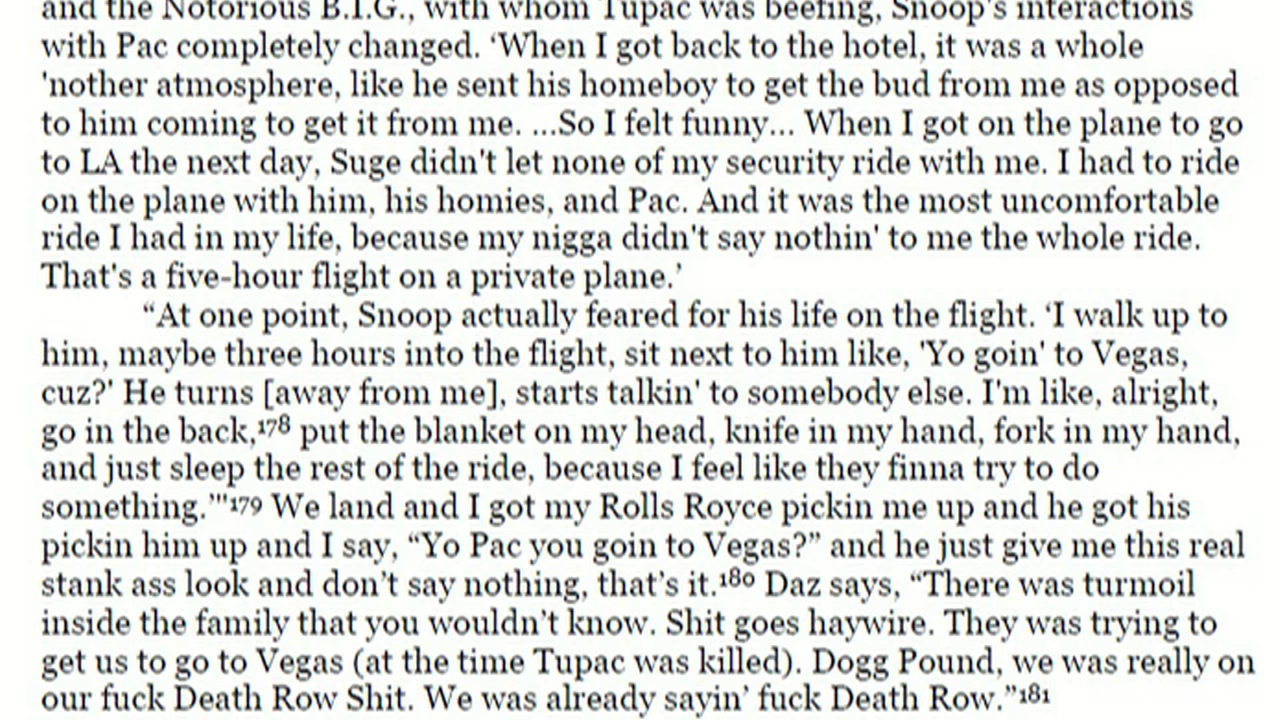 and the Notorious B.I.G., with whom Tupac was beefing, Snoop's interactions
with Pac completely changed. ‘When I got back to the hotel, it was a whole
'nother atmosphere, like he sent his homeboy to get the bud from me as opposed
to him coming to get it from me. ...So I felt funny... When I got on the plane to go
to LA the next day, Suge didn't let none of my security ride with me. I had to ride
on the plane with him, his homies, and Pac. And it was the most uncomfortable
ride I had in my life, because my nigga didn't say nothin' to me the whole ride.
That's a five-hour flight on a private plane.’
“At one point, Snoop actually feared for his life on the flight. ‘I walk up to
him, maybe three hours into the flight, sit next to him like, 'Yo goin' to Vegas,
cuz?' He turns [away from me], starts talkin' to somebody else. I'm like, alright,
go in the back,¹⁷⁸ put the blanket on my head, knife in my hand, fork in my hand,
and just sleep the rest of the ride, because I feel like they finna try to do
something.’"¹⁷⁹ We land and I got my Rolls Royce pickin me up and he got his
pickin him up and I say, “Yo Pac you goin to Vegas?” and he just give me this real
stank ass look and don’t say nothing, that’s it.¹⁸⁰ Daz says, “There was turmoil
inside the family that you wouldn’t know. Shit goes haywire. They was trying to
get us to go to Vegas (at the time Tupac was killed). Dogg Pound, we was really on
our fuck Death Row Shit. We was already sayin’ fuck Death Row.”¹⁸¹